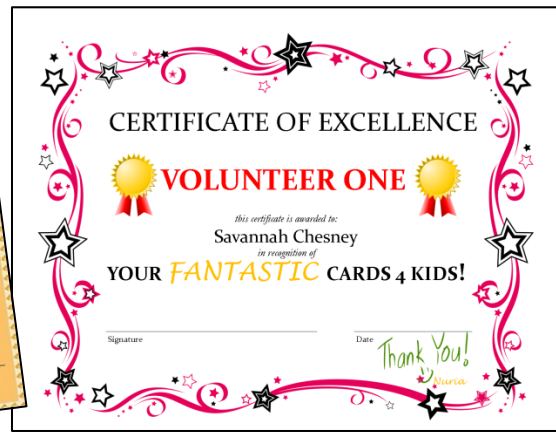 CERTIFICATE OF EXCELLENCE
VOLUNTEER ONE
this certificate is awarded to:
Savannah Chesney
in recognition of
YOUR FANTASTIC CARDS 4 KIDS!
Signature
Date
Thank You!
Nuria